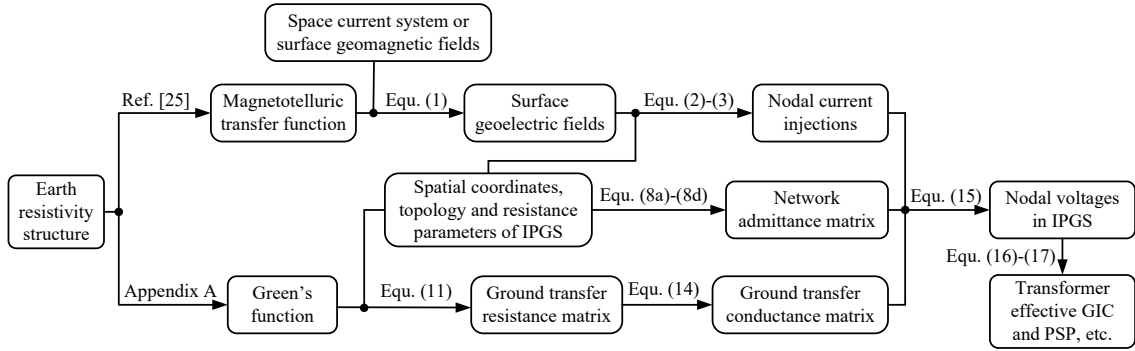 Space current system or
surface geomagnetic fields
Ref. [25]
Magnetotelluric
transfer function
Equ. (1)
Surface
geoelectric fields
Equ. (2)-(3)
Nodal current
injections
Earth
resistivity
structure
Spatial coordinates,
topology and resistance
parameters of IPGS
Equ. (8a)-(8d)
Network
admittance matrix
Equ. (15)
Nodal voltages
in IPGS
Equ. (16)-(17)
Appendix A
Green's
function
Equ. (11)
Ground transfer
resistance matrix
Equ. (14)
Ground transfer
conductance matrix
Transformer
effective GIC
and PSP, etc.